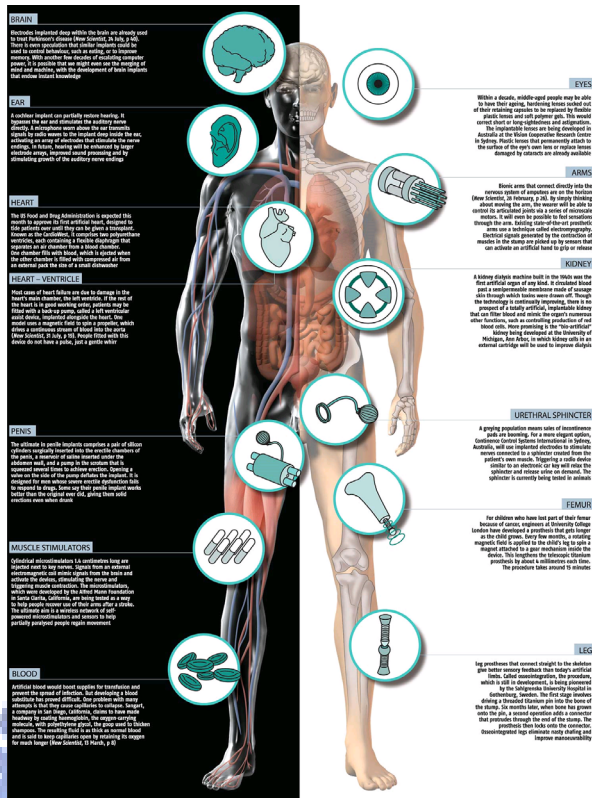 BRAIN
Electrodes implanted deep within the brain are already used
to treat Parkinson's disease (New Scientist, 24 July, p 40).
There is even speculation that similar implants could be
used to control behaviour, such as eating, or to improve
memory. With another few decades of escalating computer
power, it is possible that we might even see the merging of
mind and machine, with the development of brain implants
that endow instant knowledge
EAR
A cochlear implant can partially restore hearing. It
bypasses the ear and stimulates the auditory nerve
directly. A microphone worn above the ear transmits
signals by radio waves to the implant deep inside the ear,
activating an array of electrodes that stimulate the nerve
endings. In future, hearing will be enhanced by larger
electrode arrays, improved sound processing and by
stimulating growth of the auditory nerve endings
HEART
The US Food and Drug Administration is expected this
month to approve its first artificial heart, designed to
tide patients over until they can be given a transplant.
Known as the CardioWest, it comprises two polyurethane
ventricles, each containing a flexible diaphragm that
separates an air chamber from a blood chamber.
One chamber fills with blood, which is ejected when
the other chamber is filled with compressed air from
an external pack the size of a small dishwasher
HEART – VENTRICLE
Most cases of heart failure are due to damage in the
heart's main chamber, the left ventricle. If the rest of
the heart is in good working order, patients may be
fitted with a back-up pump, called a left ventricular
assist device, implanted alongside the heart. One
model uses a magnetic field to spin a propeller, which
drives a continuous stream of blood into the aorta
(New Scientist, 31 July, p 19). People fitted with this
device do not have a pulse, just a gentle whirr
PENIS
The ultimate in penile implants comprises a pair of silicon
cylinders surgically inserted into the erectile chambers of
the penis, a reservoir of saline inserted under the
abdomen wall, and a pump in the scrotum that is
squeezed several times to achieve erection. Opening a
valve on the side of the pump deflates the implant. It is
designed for men whose severe erectile dysfunction fails
to respond to drugs. Some say their penile implant works
better than the original ever did, giving them solid
erections even when drunk
MUSCLE STIMULATORS
Cylindrical microstimulators 1.4 centimetres long are
injected next to key nerves. Signals from an external
electromagnetic coil mimic signals from the brain and
activate the devices, stimulating the nerve and
triggering muscle contraction. The microstimulators,
which were developed by the Alfred Mann Foundation
in Santa Clarita, California, are being tested as a way
to help people recover use of their arms after a stroke.
The ultimate aim is a wireless network of self-
powered microstimulators and sensors to help
partially paralysed people regain movement
BLOOD
Artificial blood would boost supplies for transfusion and
prevent the spread of infection. But developing a blood
substitute has proved difficult. One problem with many
attempts is that they cause capillaries to collapse. Sangart,
a company in San Diego, California, claims to have made
headway by coating haemoglobin, the oxygen-carrying
molecule, with polyethylene glycol, the goop used to thicken
shampoos. The resulting fluid is as thick as normal blood
and is said to keep capillaries open by retaining its oxygen
for much longer (New Scientist, 13 March, p 8)
EYES
Within a decade, middle-aged people may be able
to have their ageing, hardening lenses sucked out
of their retaining capsules to be replaced by flexible
plastic lenses and soft polymer gels. This would
correct short or long-sightedness and astigmatism.
The implantable lenses are being developed in
Australia at the Vision Cooperative Research Centre
in Sydney. Plastic lenses that permanently attach to
the surface of the eye's own lens or replace lenses
damaged by cataracts are already available
ARMS
Bionic arms that connect directly into the
nervous system of amputees are on the horizon
(New Scientist, 28 February, p 26). By simply thinking
about moving the arm, the wearer will be able to
control its articulated joints via a series of microscale
motors. It will even be possible to feel sensations
through the arm. Existing state-of-the-art prosthetic
arms use a technique called electromyography.
Electrical signals generated by the contraction of
muscles in the stump are picked up by sensors that
can activate an artificial hand to grip or release
KIDNEY
A kidney dialysis machine built in the 1940s was the
first artificial organ of any kind. It circulated blood
past a semipermeable membrane made of sausage
skin through which toxins were drawn off. Though
the technology is continually improving, there is no
prospect of a totally artificial, implantable kidney
that can filter blood and mimic the organ's numerous
other functions, such as controlling production of red
blood cells. More promising is the "bio-artificial"
kidney being developed at the University of
Michigan, Ann Arbor, in which kidney cells in an
external cartridge will be used to improve dialysis
URETHRAL SPHINCTER
A greying population means sales of incontinence
pads are booming. For a more elegant option,
Continence Control Systems International in Sydney,
Australia, will use implanted electrodes to stimulate
nerves connected to a sphincter created from the
patient's own muscle. Triggering a radio device
similar to an electronic car key will relax the
sphincter and release urine on demand. The
sphincter is currently being tested in animals
FEMUR
For children who have lost part of their femur
because of cancer, engineers at University College
London have developed a prosthesis that gets longer
as the child grows. Every few months, a rotating
magnetic field is applied to the child's leg to spin a
magnet attached to a gear mechanism inside the
device. This lengthens the telescopic titanium
prosthesis by about 4 millimetres each time.
The procedure takes around 15 minutes
LEG
Leg prostheses that connect straight to the skeleton
give better sensory feedback than today's artificial
limbs. Called osseointegration, the procedure,
which is still in development, is being pioneered
by the Sahlgrenska University Hospital in
Gothenburg, Sweden. The first stage involves
driving a threaded titanium pin into the bone of
the stump. Six months later, when bone has grown
onto the pin, a second operation adds a connector
that protrudes through the end of the stump. The
prosthesis then locks onto the connector.
Osseointegrated legs eliminate nasty chafing and
improve manoeuvrability